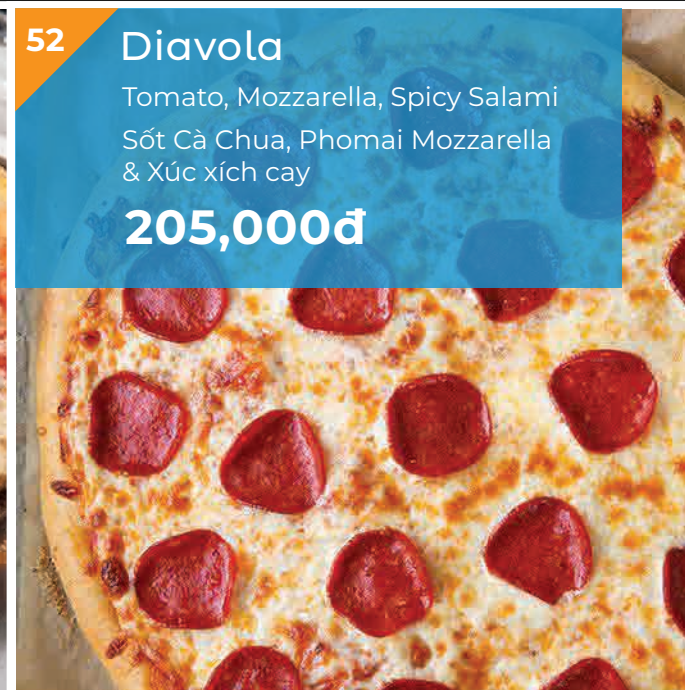 52
Diavola
Tomato, Mozzarella, Spicy Salami
Sốt Cà Chua, Phomai Mozzarella
& Xúc xích cay
205,000đ